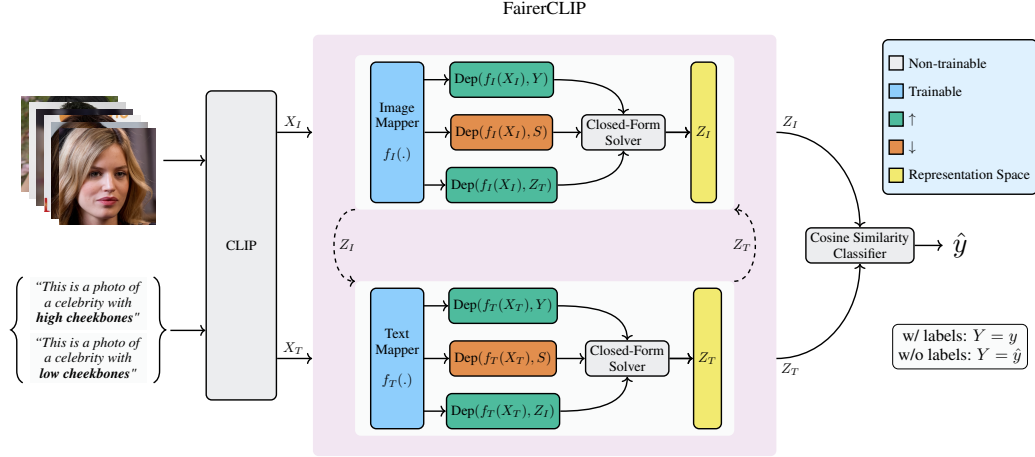 FairerCLIP
Non-trainable
Trainable
↑
↓
Representation Space
Image
Mapper
f_I(.)
Dep(f_I(X_I), Y)
Dep(f_I(X_I), S)
Dep(f_I(X_I), Z_T)
Closed-Form
Solver
Z_I
X_I
Z_I
CLIP
Z_I
Z_T
Cosine Similarity
Classifier
ŷ
"This is a photo of
a celebrity with
high cheekbones"
"This is a photo of
a celebrity with
low cheekbones"
X_T
Text
Mapper
f_T(.)
Dep(f_T(X_T), Y)
Dep(f_T(X_T), S)
Dep(f_T(X_T), Z_I)
Closed-Form
Solver
Z_T
Z_T
w/ labels: Y = y
w/o labels: Y = ŷ